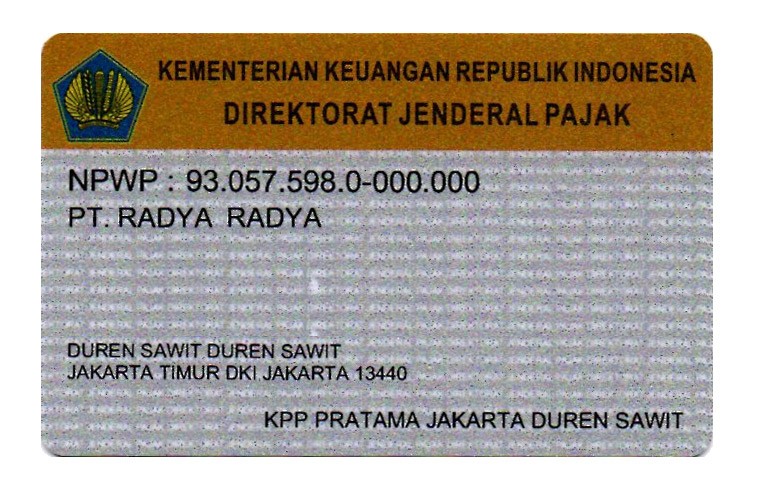 KEMENTERIAN KEUANGAN REPUBLIK INDONESIA
DIREKTORAT JENDERAL PAJAK
NPWP : 93.057.598.0-000.000
PT. RADYA RADYA
DUREN SAWIT DUREN SAWIT
JAKARTA TIMUR DKI JAKARTA 13440
KPP PRATAMA JAKARTA DUREN SAWIT